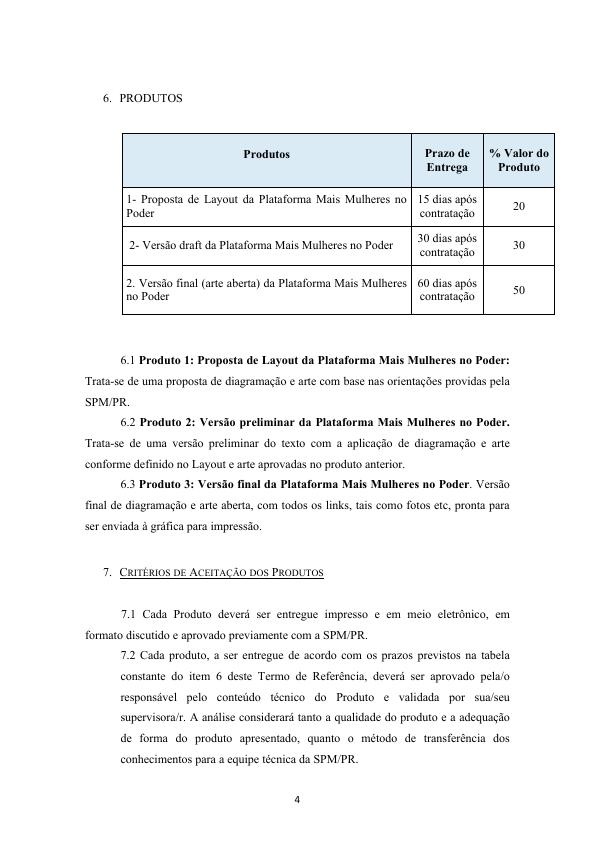 6. PRODUTOS
Produtos
Prazo de
Entrega
% Valor do
Produto
1- Proposta de Layout da Plataforma Mais Mulheres no
Poder
15 dias após
contratação
20
2- Versão draft da Plataforma Mais Mulheres no Poder
30 dias após
contratação
30
2. Versão final (arte aberta) da Plataforma Mais Mulheres
no Poder
60 dias após
contratação
50
6.1 Produto 1: Proposta de Layout da Plataforma Mais Mulheres no Poder:
Trata-se de uma proposta de diagramação e arte com base nas orientações providas pela
SPM/PR.
6.2 Produto 2: Versão preliminar da Plataforma Mais Mulheres no Poder.
Trata-se de uma versão preliminar do texto com a aplicação de diagramação e arte
conforme definido no Layout e arte aprovadas no produto anterior.
6.3 Produto 3: Versão final da Plataforma Mais Mulheres no Poder. Versão
final de diagramação e arte aberta, com todos os links, tais como fotos etc, pronta para
ser enviada à gráfica para impressão.
7. CRITÉRIOS DE ACEITAÇÃO DOS PRODUTOS
7.1 Cada Produto deverá ser entregue impresso e em meio eletrônico, em
formato discutido e aprovado previamente com a SPM/PR.
7.2 Cada produto, a ser entregue de acordo com os prazos previstos na tabela
constante do item 6 deste Termo de Referência, deverá ser aprovado pela/o
responsável pelo conteúdo técnico do Produto e validada por sua/seu
supervisora/r. A análise considerará tanto a qualidade do produto e a adequação
de forma do produto apresentado, quanto o método de transferência dos
conhecimentos para a equipe técnica da SPM/PR.
4